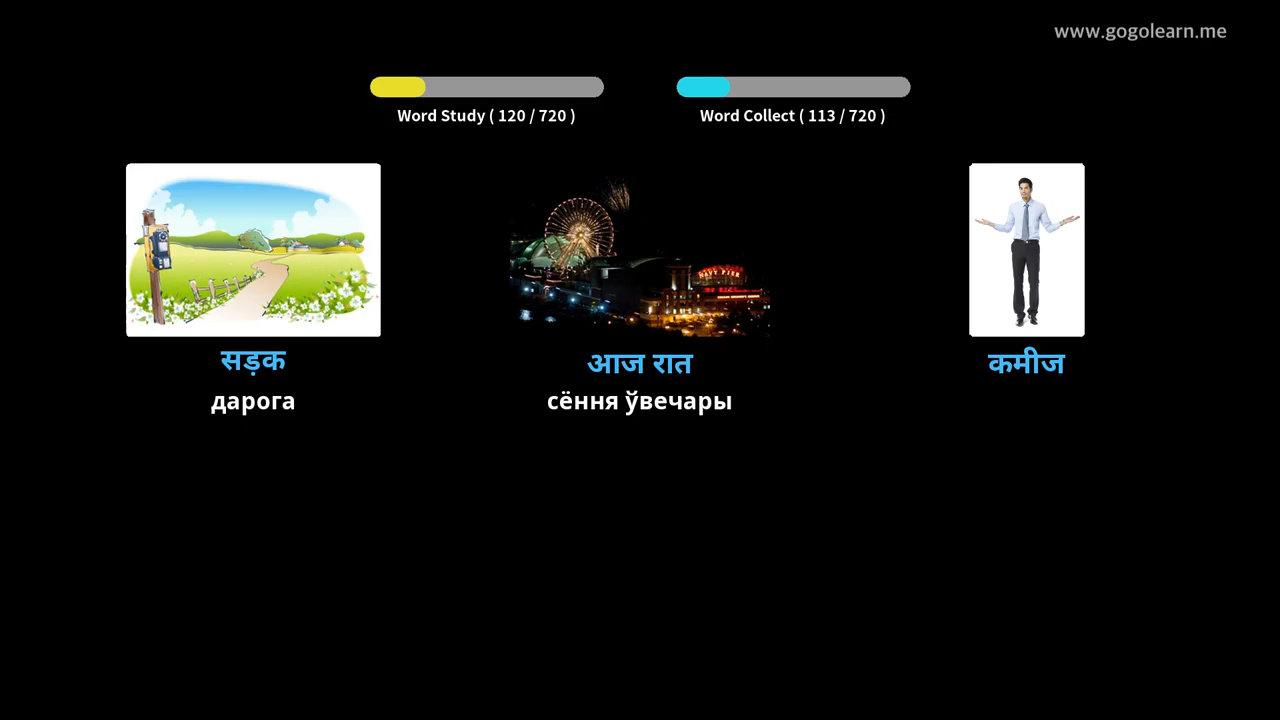 www.gogolearn.me
Word Study ( 120 / 720 )
Word Collect ( 113 / 720 )
सड़क
आज रात
कमीज
дарога
сёння ўвечары